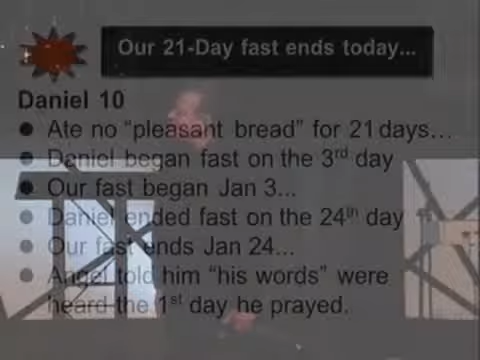 Our 21-Day fast ends today...
Daniel 10
● Ate no “pleasant bread” for 21 days…
● Daniel began fast on the 3rd day
● Our fast began Jan 3...
● Daniel ended fast on the 24th day
● Our fast ends Jan 24...
● Angel told him “his words” were
heard the 1st day he prayed.